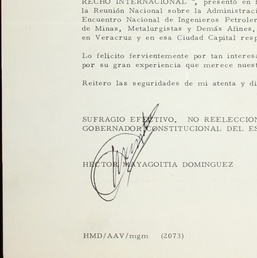 RECHO INTERNACIONAL ", presentó en l
la Reunión Nacional sobre la Administraci
Encuentro Nacional de Ingenieros Petroler
de Minas, Metalurgistas y Demás Afines,
en Veracruz y en esa Ciudad Capital resp
Lo felicito fervientemente por tan interesa
por su gran experiencia que merece nuest
Reitero las seguridades de mi atenta y di
SUFRAGIO EFECTIVO, NO REELECCION
GOBERNADOR CONSTITUCIONAL DEL ES
HECTOR MAYAGOITIA DOMINGUEZ
HMD/AAV/mgm (2073)